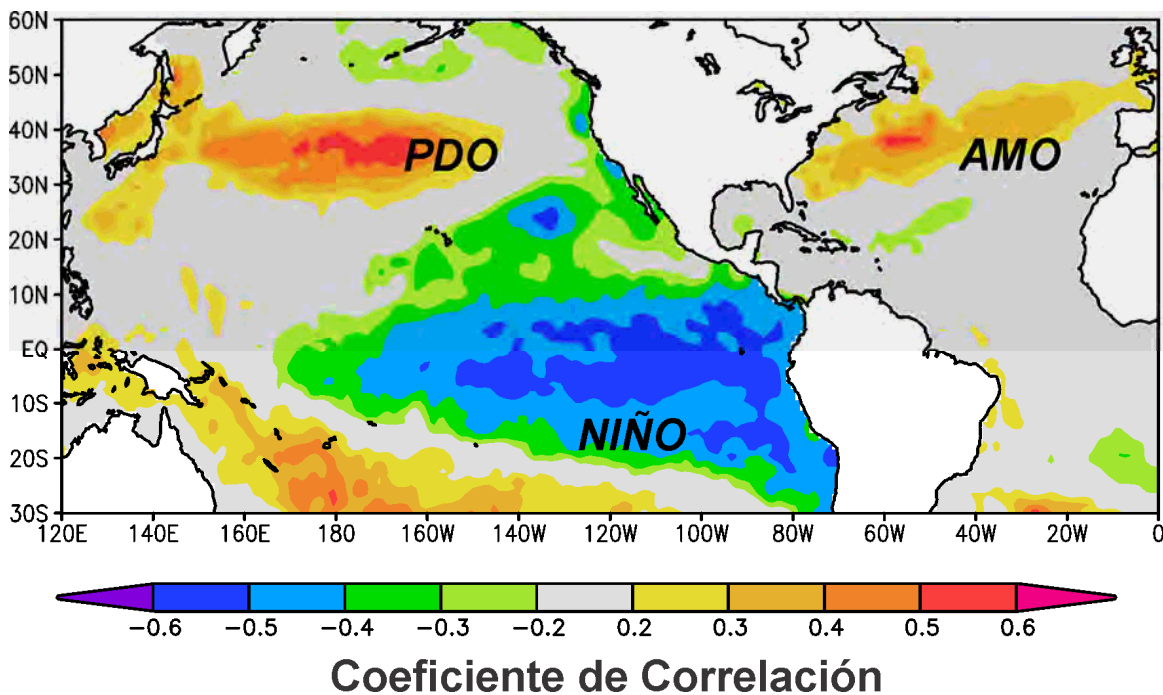 60N
50N
40N
30N
20N
10N
EQ
10S
20S
30S
PDO
AMO
NIÑO
120E 140E 160E 180 160W 140W 120W 100W 80W 60W 40W 20W 0
−0.6 −0.5 −0.4 −0.3 −0.2 0.2 0.3 0.4 0.5 0.6
Coeficiente de Correlación